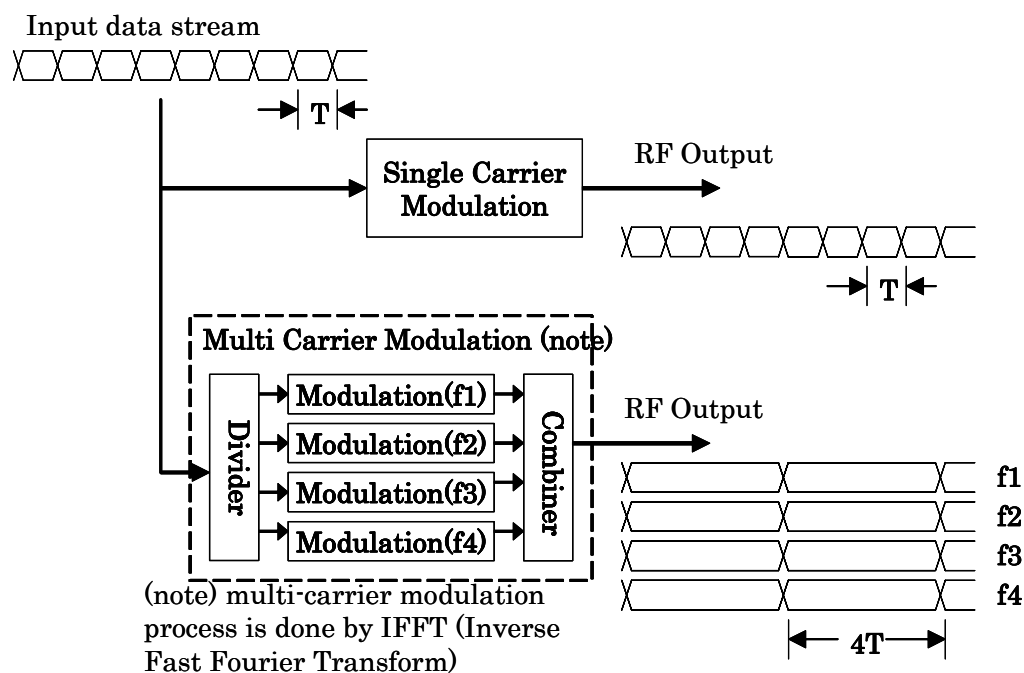 Input data stream
T
Single Carrier
Modulation
RF Output
T
Multi Carrier Modulation (note)
Divider
Modulation(f1)
Modulation(f2)
Modulation(f3)
Modulation(f4)
Combiner
RF Output
f1
f2
f3
f4
4T
(note) multi-carrier modulation
process is done by IFFT (Inverse
Fast Fourier Transform)